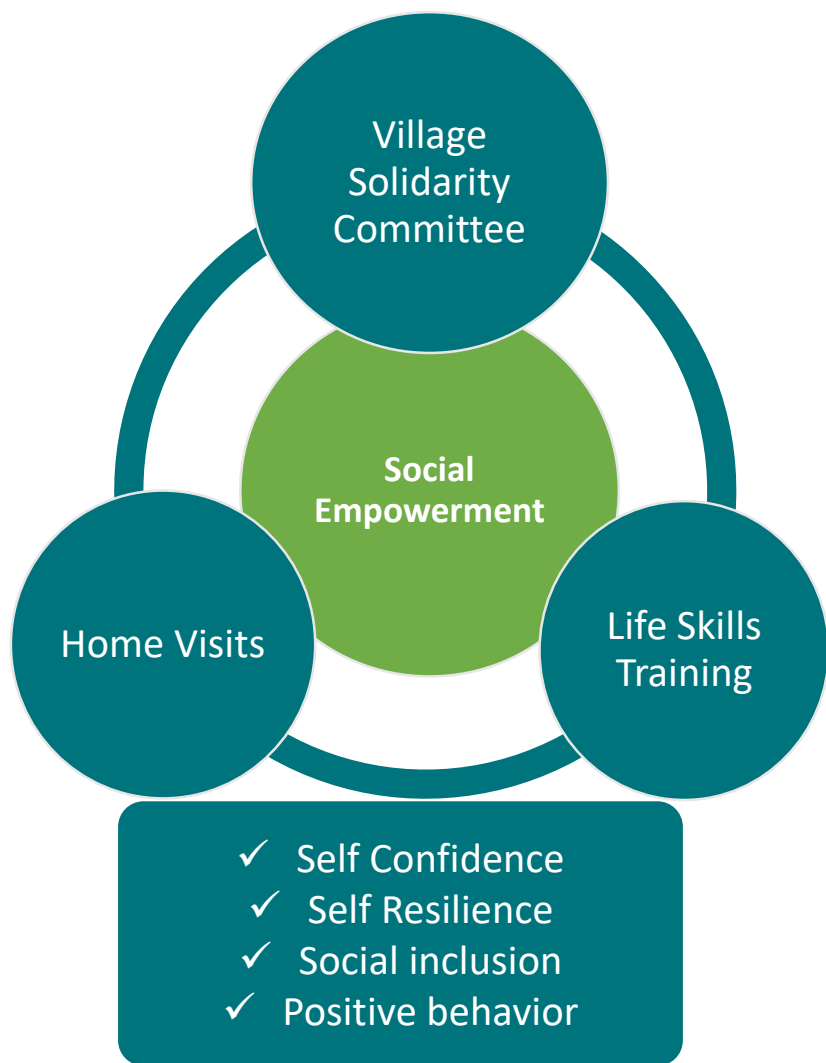 Village
Solidarity
Committee
Social
Empowerment
Home Visits
Life Skills
Training
✓ Self Confidence
✓ Self Resilience
✓ Social inclusion
✓ Positive behavior